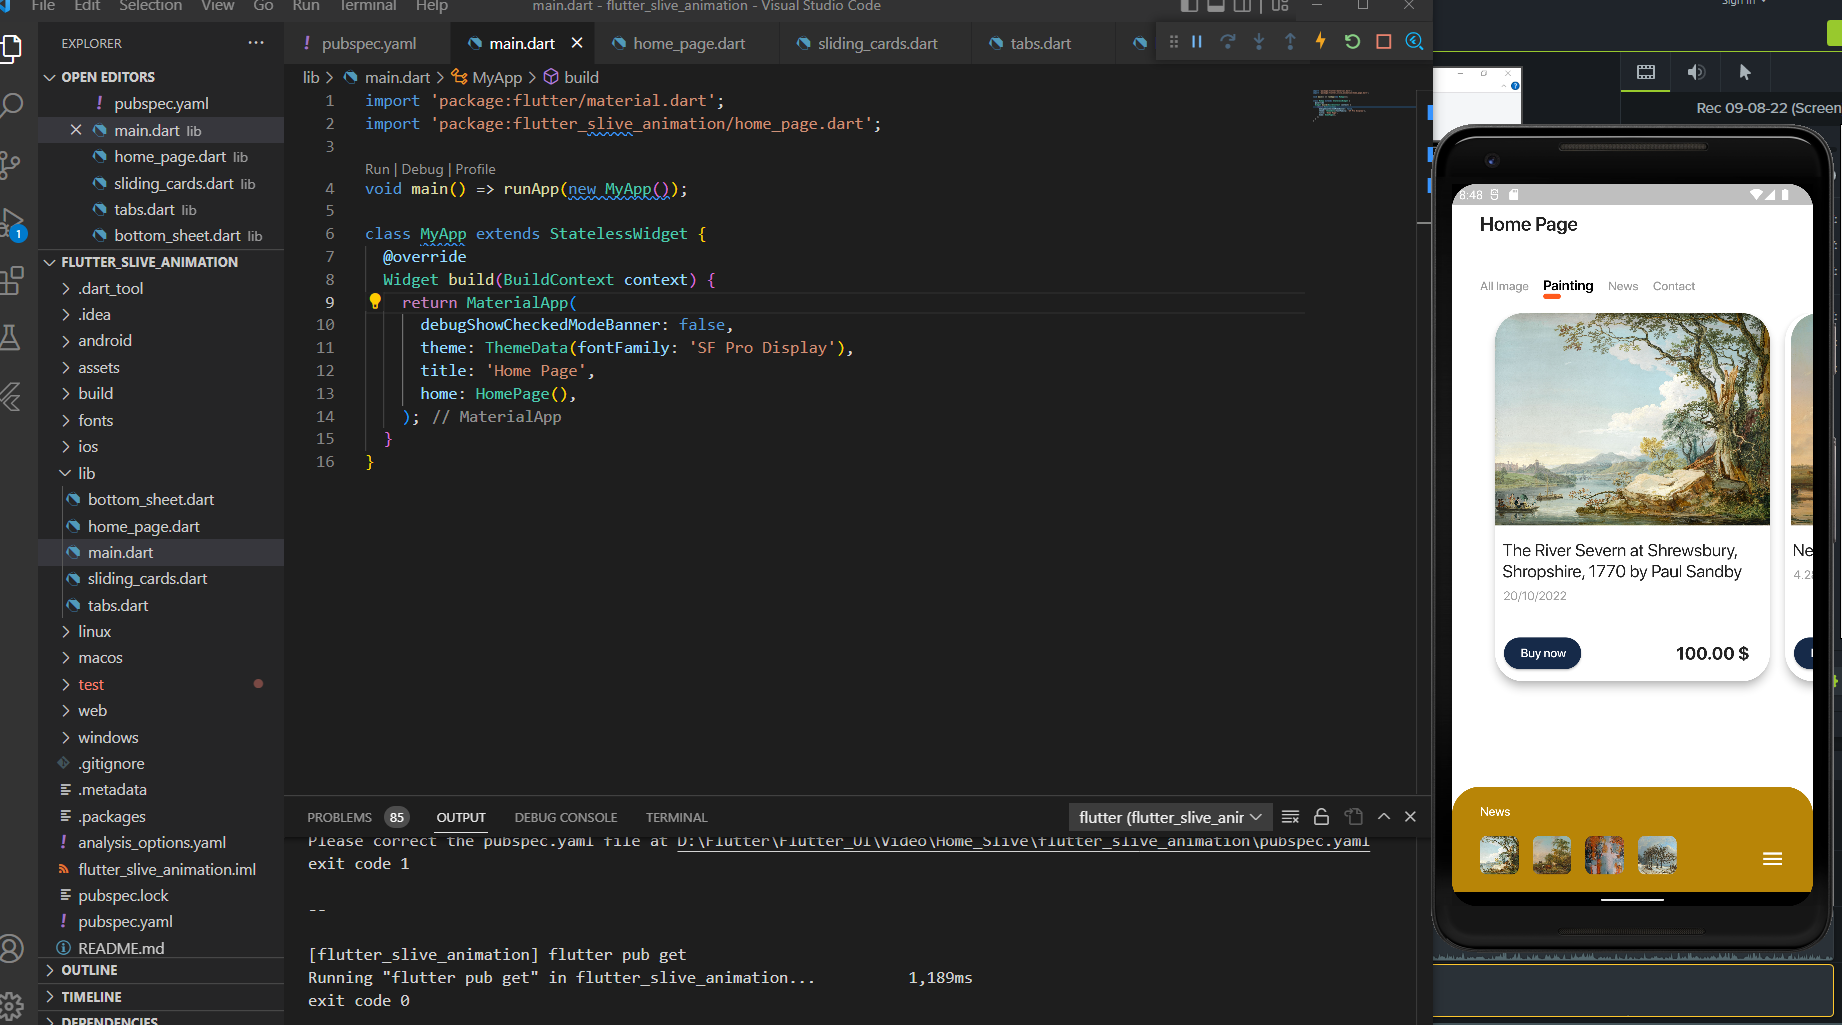 File Edit Selection View Go Run Terminal Help
main.dart - flutter_slive_animation - Visual Studio Code
Sign in
EXPLORER
OPEN EDITORS
! pubspec.yaml
main.dart lib
home_page.dart lib
sliding_cards.dart lib
tabs.dart lib
bottom_sheet.dart lib
FLUTTER_SLIVE_ANIMATION
.dart_tool
.idea
android
assets
build
fonts
ios
lib
bottom_sheet.dart
home_page.dart
main.dart
sliding_cards.dart
tabs.dart
linux
macos
test
web
windows
.gitignore
.metadata
.packages
! analysis_options.yaml
flutter_slive_animation.iml
pubspec.lock
! pubspec.yaml
README.md
OUTLINE
TIMELINE
DEPENDENCIES
1
! pubspec.yaml
main.dart
home_page.dart
sliding_cards.dart
tabs.dart
lib > main.dart > MyApp > build
1 import 'package:flutter/material.dart';
2 import 'package:flutter_slive_animation/home_page.dart';
3
Run | Debug | Profile
4 void main() => runApp(new MyApp());
5
6 class MyApp extends StatelessWidget {
7 @override
8 Widget build(BuildContext context) {
9 return MaterialApp(
10 debugShowCheckedModeBanner: false,
11 theme: ThemeData(fontFamily: 'SF Pro Display'),
12 title: 'Home Page',
13 home: HomePage(),
14 ); // MaterialApp
15 }
16 }
PROBLEMS 85 OUTPUT DEBUG CONSOLE TERMINAL
flutter (flutter_slive_anir
Please correct the pubspec.yaml file at D:\Flutter\Flutter_UI\Video\Home_Slive\flutter_slive_animation\pubspec.yaml
exit code 1
--
[flutter_slive_animation] flutter pub get
Running "flutter pub get" in flutter_slive_animation... 1,189ms
exit code 0
Rec 09-08-22 (Screen
8:48
Home Page
All Image Painting News Contact
The River Severn at Shrewsbury,
Shropshire, 1770 by Paul Sandby
20/10/2022
Buy now 100.00 $
Ne
4.28
News